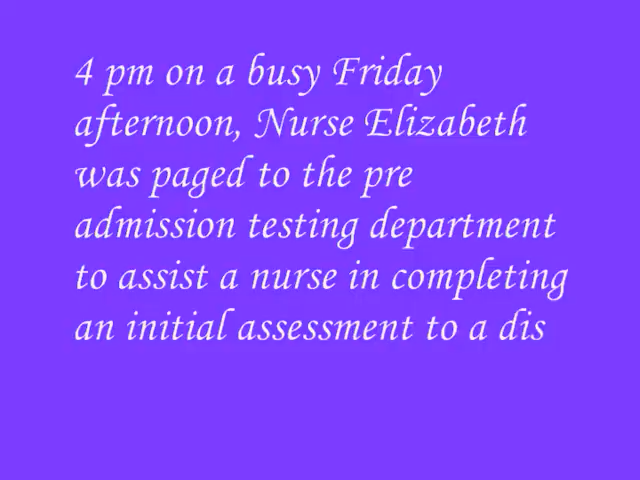 4 pm on a busy Friday
afternoon, Nurse Elizabeth
was paged to the pre
admission testing department
to assist a nurse in completing
an initial assessment to a dis